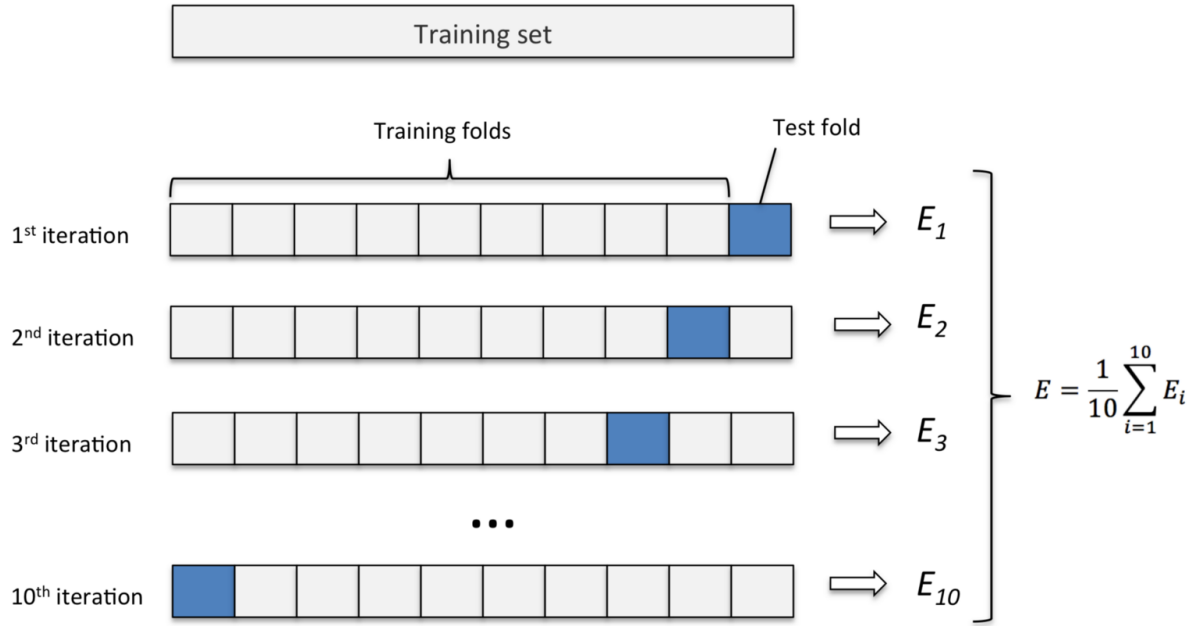 Training set
Training folds
Test fold
1st iteration
E1
2nd iteration
E2
E = 1/10 10∑i=1 Ei
3rd iteration
E3
...
10th iteration
E10